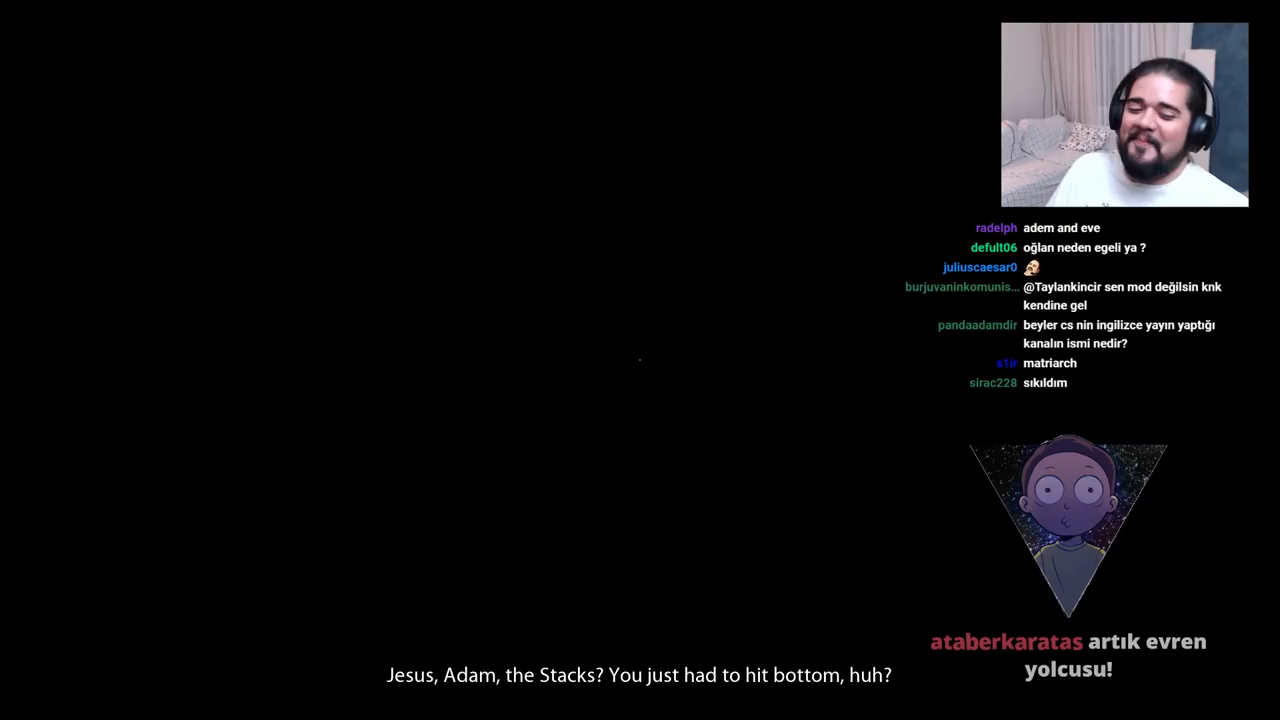 radelph adem and eve
defult06 oğlan neden egeli ya ?
juliuscaesar0
burjuvaninkomunis... @Taylankincir sen mod değilsin knk
kendine gel
pandaadamdir beyler cs nin ingilizce yayın yaptığı
kanalın ismi nedir?
s1ir matriarch
sirac228 sıkıldım
ataberkaratas artık evren
yolcusu!
Jesus, Adam, the Stacks? You just had to hit bottom, huh?